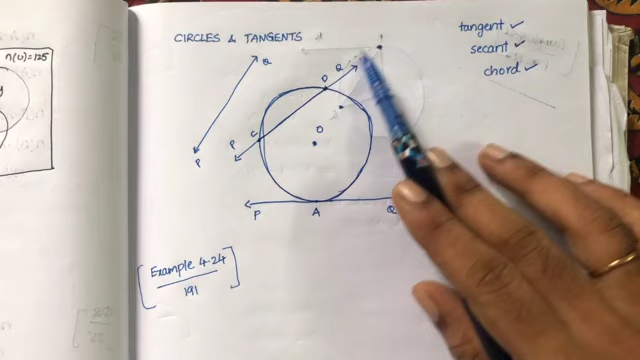 n(U)=125
y
CIRCLES & TANGENTS
tangent ✓
secant ✓
chord ✓
Q
P
D
Q
C
P
O
P
A
Q
[Example 4.24
191]